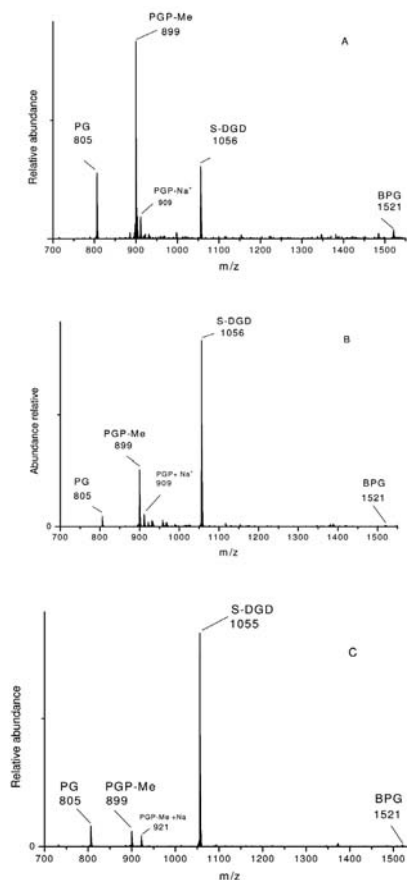 PGP-Me
899
A
PG
805
S-DGD
1056
PGP-Na⁺
909
BPG
1521
Relative abundance
700 800 900 1000 1100 1200 1300 1400 1500
m/z
S-DGD
1056
B
PGP-Me
899
PG
805
PGP+ Na⁺
909
BPG
1521
Abundance relative
0
700 800 900 1000 1100 1200 1300 1400 1500
m/z
S-DGD
1055
C
PG
805
PGP-Me
899
PGP-Me +Na
921
BPG
1521
Relative abundance
0
700 800 900 1000 1100 1200 1300 1400 1500
m/z